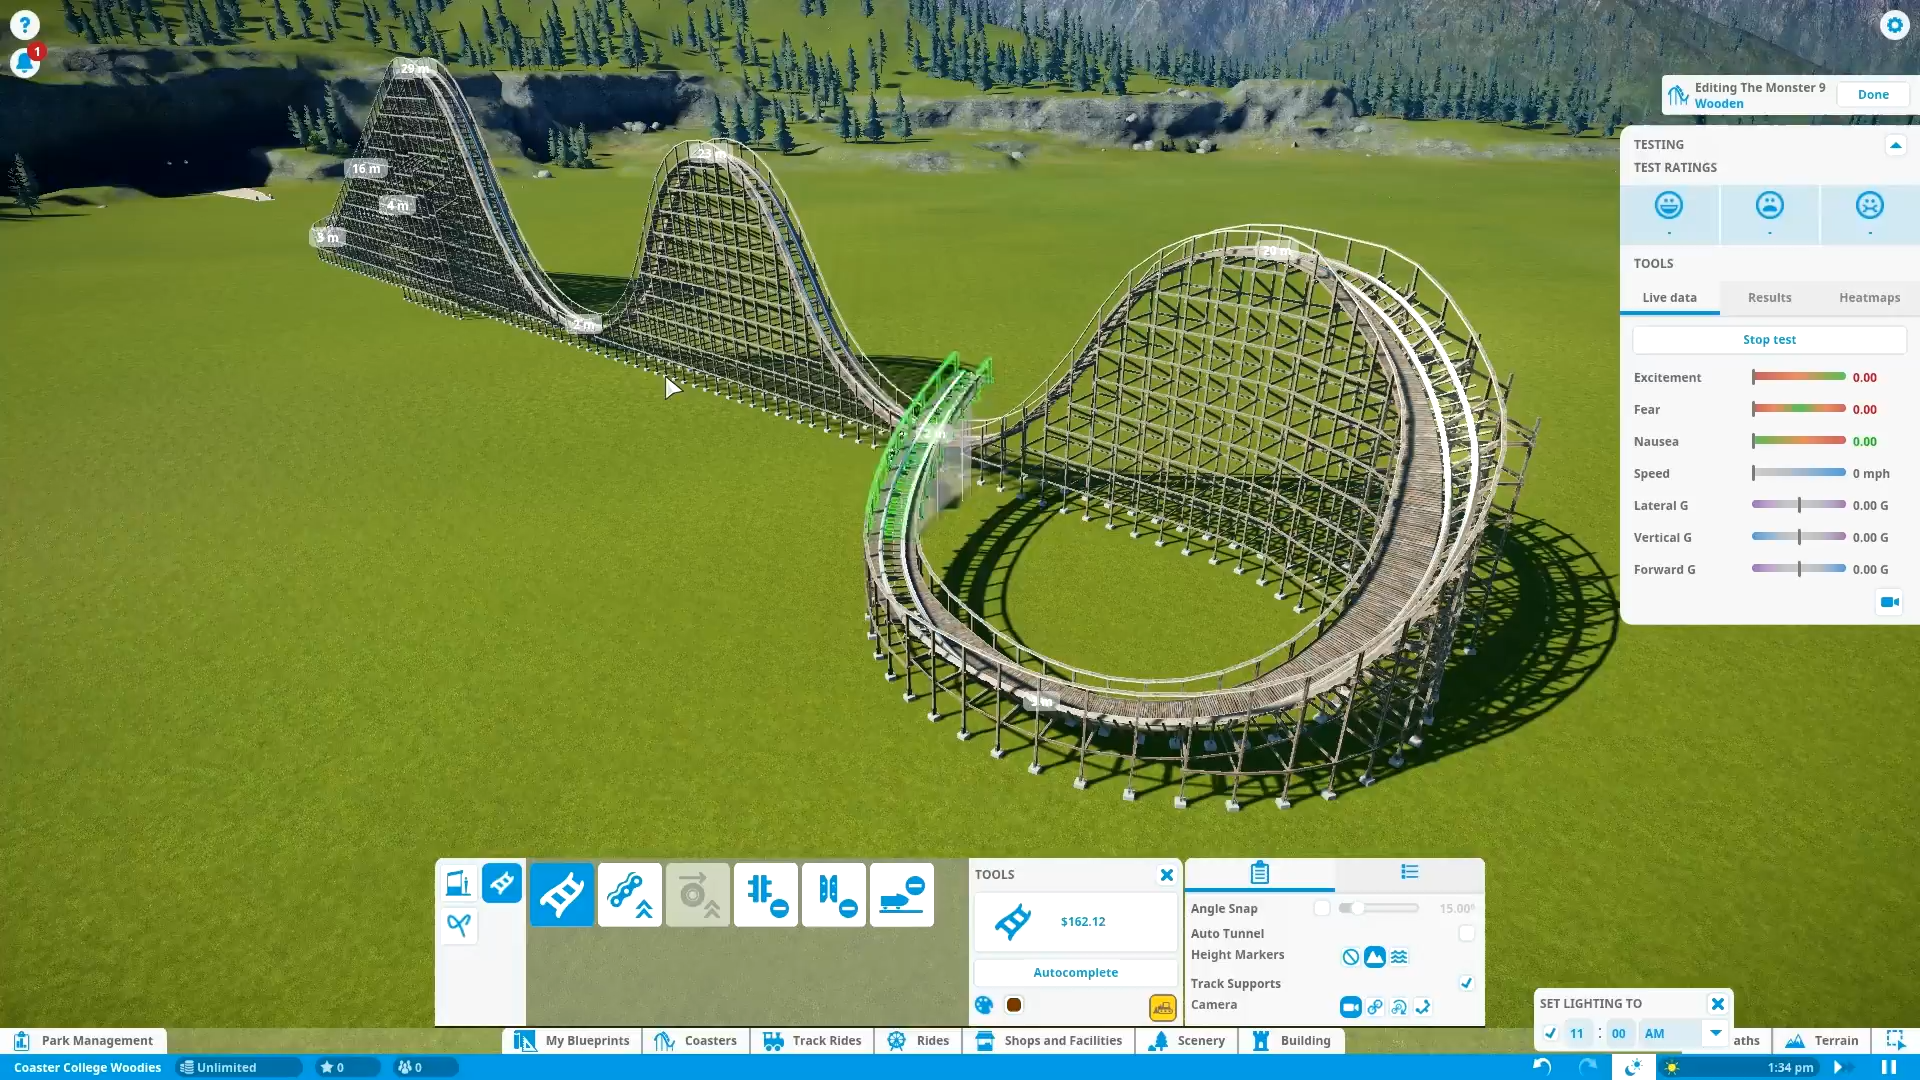 ?
1
29 m
16 m
4 m
3 m
2 m
23 m
20 m
2 m
Editing The Monster 9
Wooden
Done
TESTING
TEST RATINGS
-
-
-
TOOLS
Live data
Results
Heatmaps
Stop test
Excitement 0.00
Fear 0.00
Nausea 0.00
Speed 0 mph
Lateral G 0.00 G
Vertical G 0.00 G
Forward G 0.00 G
TOOLS
$162.12
Autocomplete
Angle Snap 15.00°
Auto Tunnel
Height Markers
Track Supports
Camera
SET LIGHTING TO
11 : 00 AM
Park Management
My Blueprints
Coasters
Track Rides
Rides
Shops and Facilities
Scenery
Building
aths
Terrain
Coaster College Woodies
Unlimited
0
0
1:34 pm